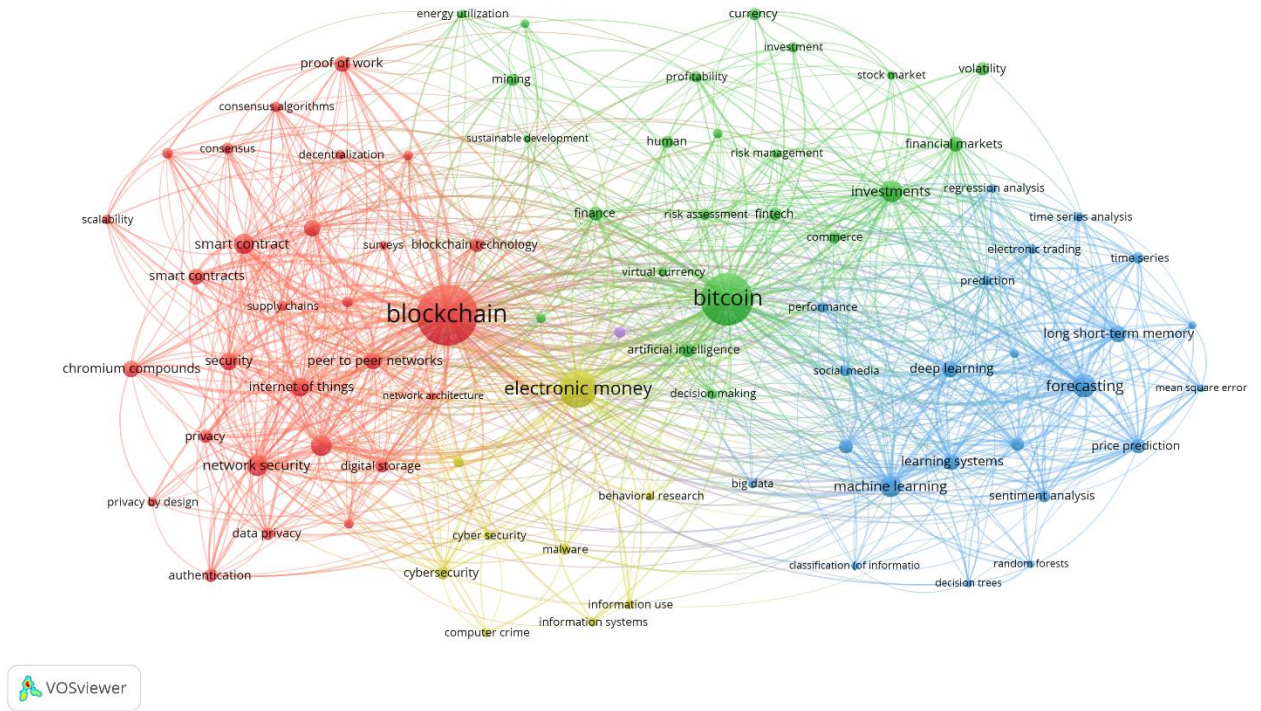 energy utilization
currency
proof of work
investment
mining
profitability
stock market
volatility
consensus algorithms
sustainable development
human
financial markets
consensus
decentralization
risk management
investments
regression analysis
scalability
finance
risk assessment
fintech
time series analysis
smart contract
surveys
blockchain technology
commerce
electronic trading
time series
smart contracts
virtual currency
prediction
supply chains
blockchain
bitcoin
performance
long short-term memory
artificial intelligence
chromium compounds
security
peer to peer networks
social media
deep learning
internet of things
electronic money
forecasting
mean square error
network architecture
decision making
privacy
price prediction
network security
digital storage
learning systems
big data
machine learning
behavioral research
sentiment analysis
privacy by design
data privacy
cyber security
malware
authentication
cybersecurity
classification (of informatio
random forests
decision trees
information use
information systems
computer crime
VOSviewer